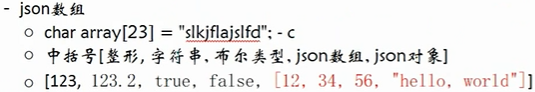 - json数组
○ char array[23] = "slkjflajslfd"; - c
○ 中括号[整形, 字符串、布尔类型、json数组、json对象]
○ [123, 123.2, true, false, [12, 34, 56, "hello, world"]]